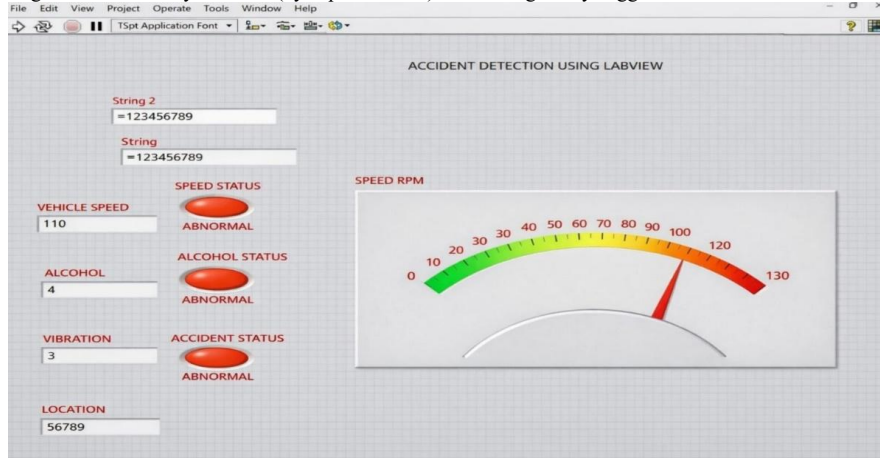 File Edit View Project Operate Tools Window Help
TSpt Application Font
ACCIDENT DETECTION USING LABVIEW
String 2
=123456789
String
=123456789
SPEED STATUS
SPEED RPM
VEHICLE SPEED
110
ABNORMAL
ALCOHOL STATUS
ALCOHOL
4
ABNORMAL
VIBRATION
ACCIDENT STATUS
3
ABNORMAL
LOCATION
56789
0 10 20 30 30 40 50 60 70 80 90 100 120 130